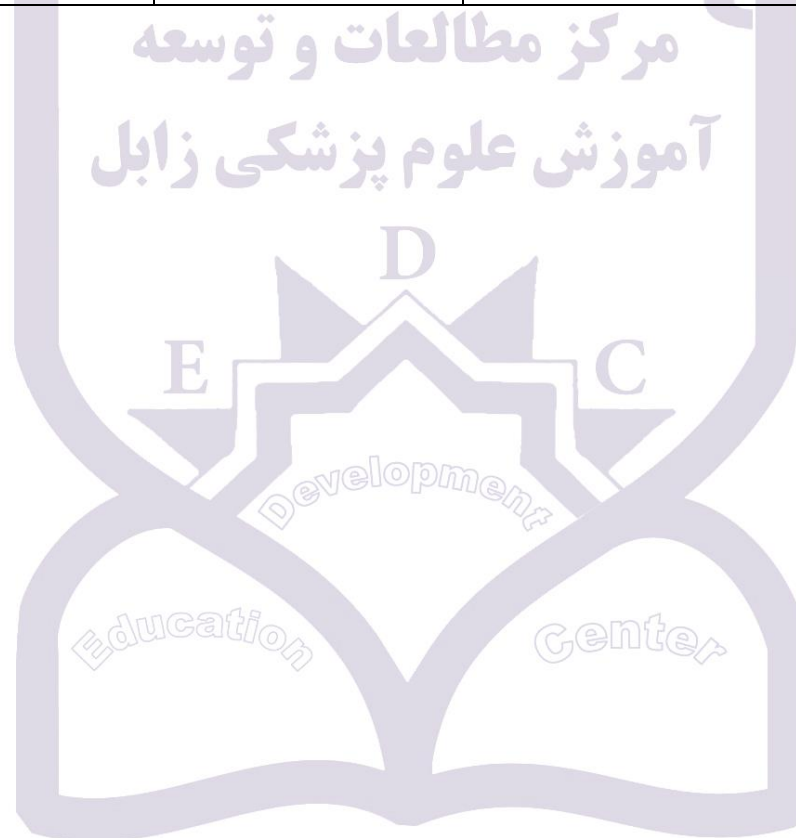 مرکز مطالعات و توسعه
آموزش علوم پزشکی زابل
D
E C
Development
Education Center